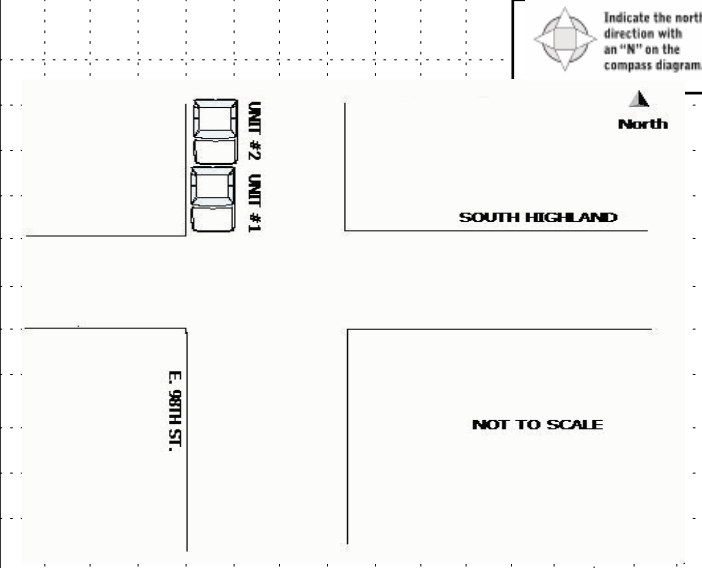 Indicate the north
direction with
an "N" on the
compass diagram.
North
UNIT #2
UNIT #1
SOUTH HIGHLAND
E. 98TH ST.
NOT TO SCALE